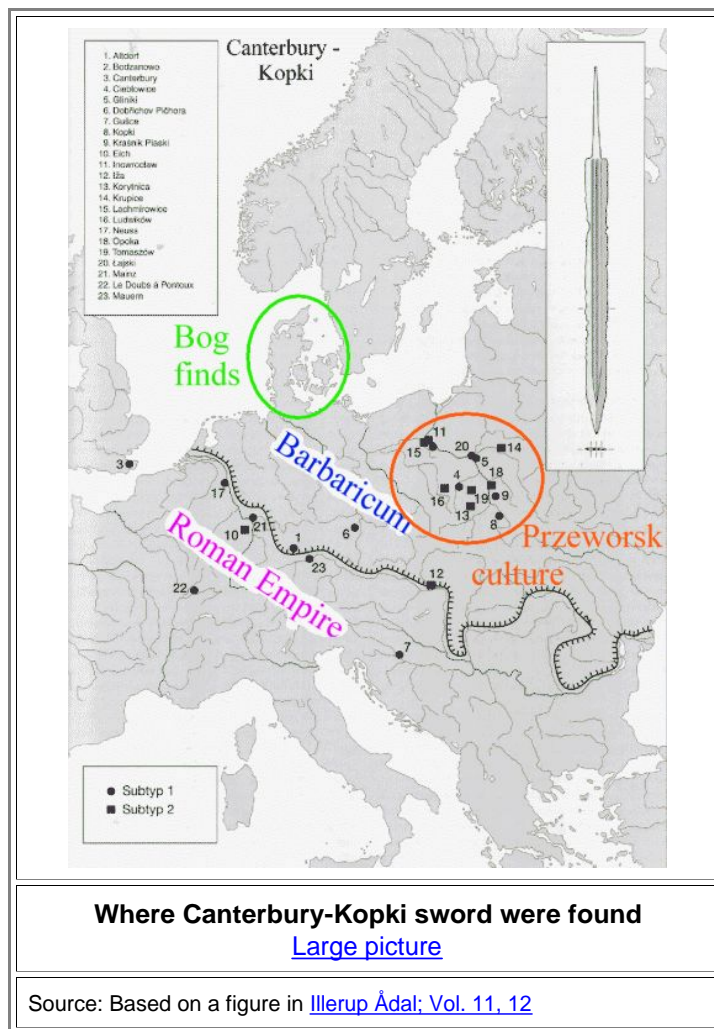 Canterbury -
Kopki
1. Altdorf
2. Bodzanowo
3. Canterbury
4. Cieblowice
5. Gliniki
6. Dobřichov Pičhora
7. Gušice
8. Kopki
9. Kraśnik Piaski
10. Eich
11. Inowrocław
12. Iža
13. Korytnica
14. Krupice
15. Lachmirowice
16. Ludwików
17. Neuss
18. Opoka
19. Tomaszów
20. Łajski
21. Mainz
22. Le Doubs à Pontoux
23. Mauern
Bog
finds
Barbaricum
Roman Empire
Przeworsk
culture
11
15
20
5
14
4
18
16
19
9
13
8
3
17
21
10
1
6
23
22
12
7
Subtyp 1
Subtyp 2
Where Canterbury-Kopki sword were found
Large picture
Source: Based on a figure in Illerup Ådal; Vol. 11, 12